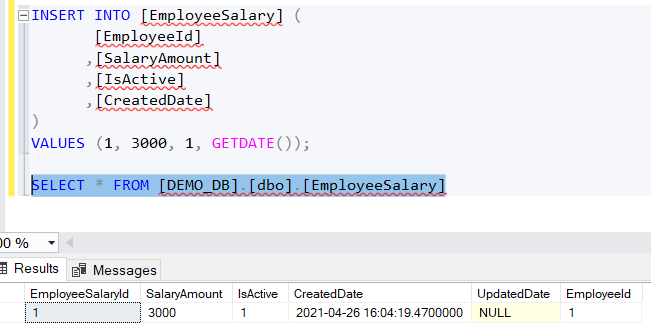 INSERT INTO [EmployeeSalary] (
[EmployeeId]
,[SalaryAmount]
,[IsActive]
,[CreatedDate]
)
VALUES (1, 3000, 1, GETDATE());
SELECT * FROM [DEMO_DB].[dbo].[EmployeeSalary]
00 %
Results Messages
EmployeeSalaryId SalaryAmount IsActive CreatedDate UpdatedDate EmployeeId
1 3000 1 2021-04-26 16:04:19.4700000 NULL 1